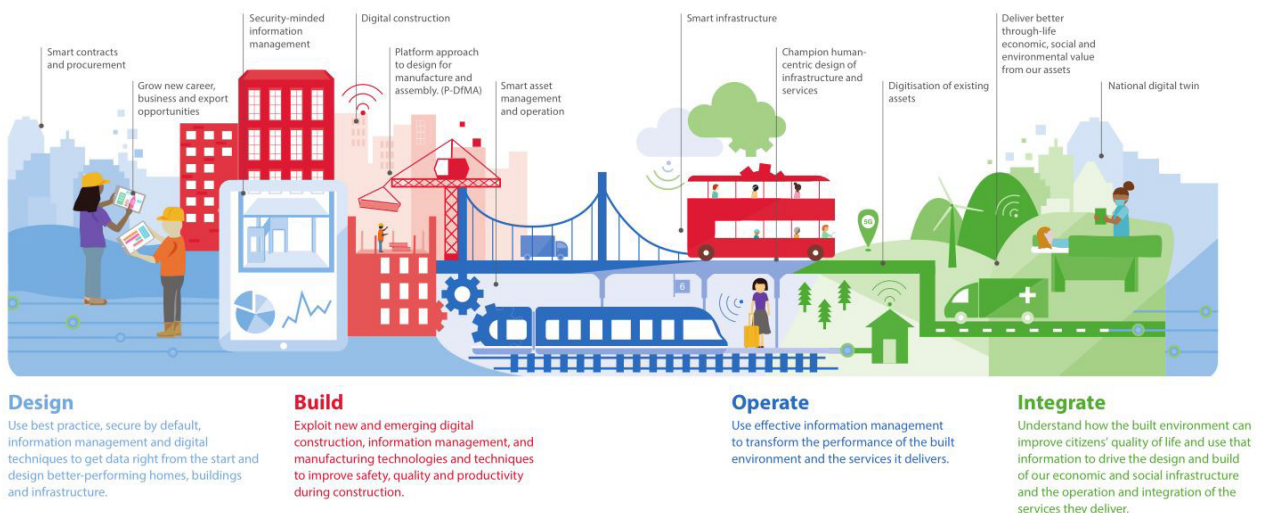 Smart contracts
and procurement
Grow new career,
business and export
opportunities
Security-minded
information
management
Digital construction
Platform approach
to design for
manufacture and
assembly. (P-DfMA)
Smart asset
management
and operation
Smart infrastructure
Champion human-
centric design of
infrastructure and
services
Digitisation of existing
assets
Deliver better
through-life
economic, social and
environmental value
from our assets
National digital twin
5G
6
Design
Use best practice, secure by default,
information management and digital
techniques to get data right from the start and
design better-performing homes, buildings
and infrastructure.
Build
Exploit new and emerging digital
construction, information management, and
manufacturing technologies and techniques
to improve safety, quality and productivity
during construction.
Operate
Use effective information management
to transform the performance of the built
environment and the services it delivers.
Integrate
Understand how the built environment can
improve citizens' quality of life and use that
information to drive the design and build
of our economic and social infrastructure
and the operation and integration of the
services they deliver.